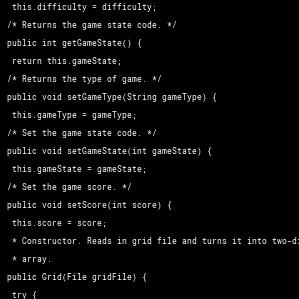 this.difficulty = difficulty;
/* Returns the game state code. */
public int getGameState() {
return this.gameState;
/* Returns the type of game. */
public void setGameType(String gameType) {
this.gameType = gameType;
/* Set the game state code. */
public void setGameState(int gameState) {
this.gameState = gameState;
/* Set the game score. */
public void setScore(int score) {
this.score = score;
* Constructor. Reads in grid file and turns it into two-di
* array.
public Grid(File gridFile) {
try {